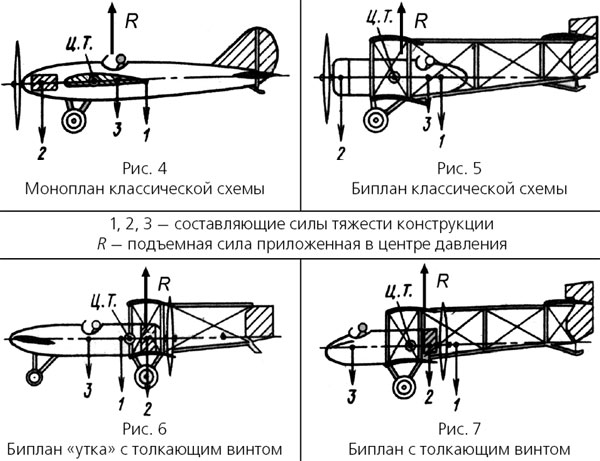 R
Ц.Т.
2
3
1
Рис. 4
Моноплан классической схемы
R
Ц.Т.
2
3
1
Рис. 5
Биплан классической схемы
1, 2, 3 — составляющие силы тяжести конструкции
R — подъемная сила приложенная в центре давления
R
Ц.Т.
3
1
2
Рис. 6
Биплан «утка» с толкающим винтом
R
Ц.Т.
3
2
1
Рис. 7
Биплан с толкающим винтом